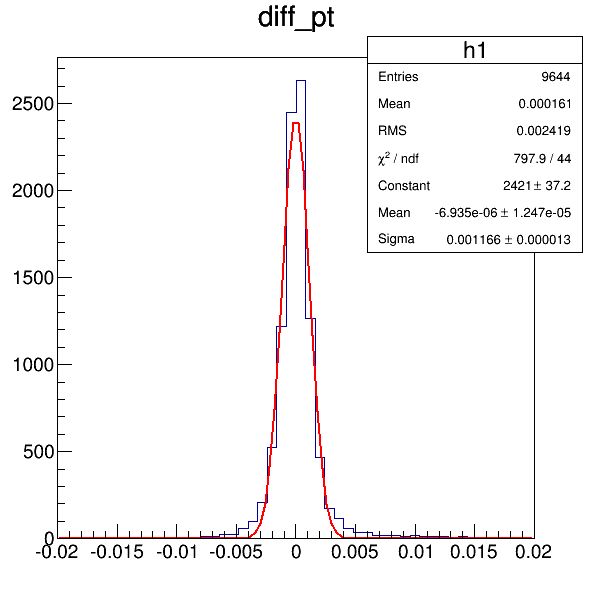 diff_pt
h1
Entries 9644
Mean 0.000161
RMS 0.002419
χ² / ndf 797.9 / 44
Constant 2421 ± 37.2
Mean -6.935e-06 ± 1.247e-05
Sigma 0.001166 ± 0.000013
2500
2000
1500
1000
500
0
-0.02 -0.015 -0.01 -0.005 0 0.005 0.01 0.015 0.02